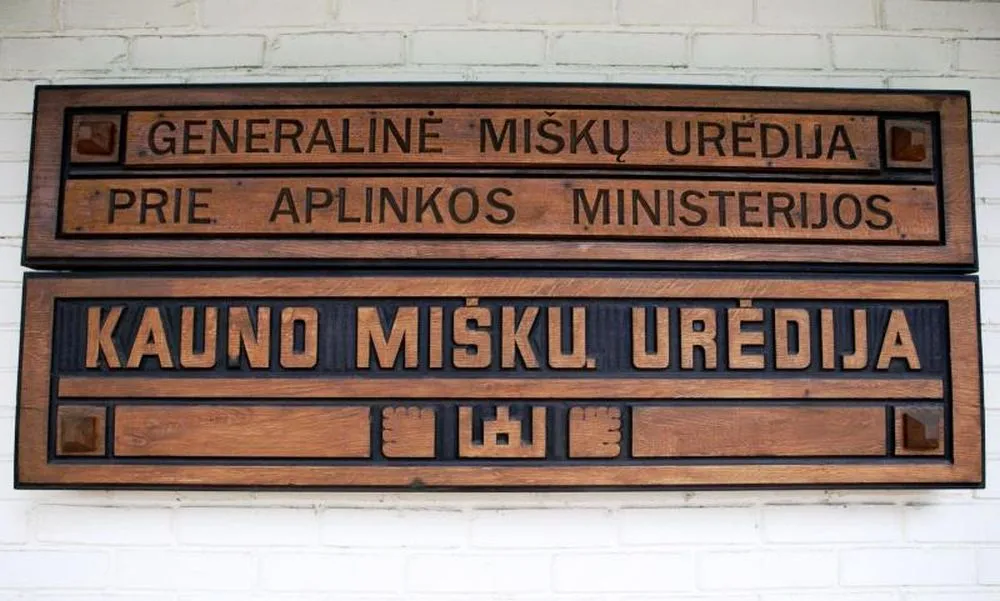 GENERALINĖ MIŠKŲ URĖDIJA
PRIE APLINKOS MINISTERIJOS
KAUNO MIŠKŲ URĖDIJA